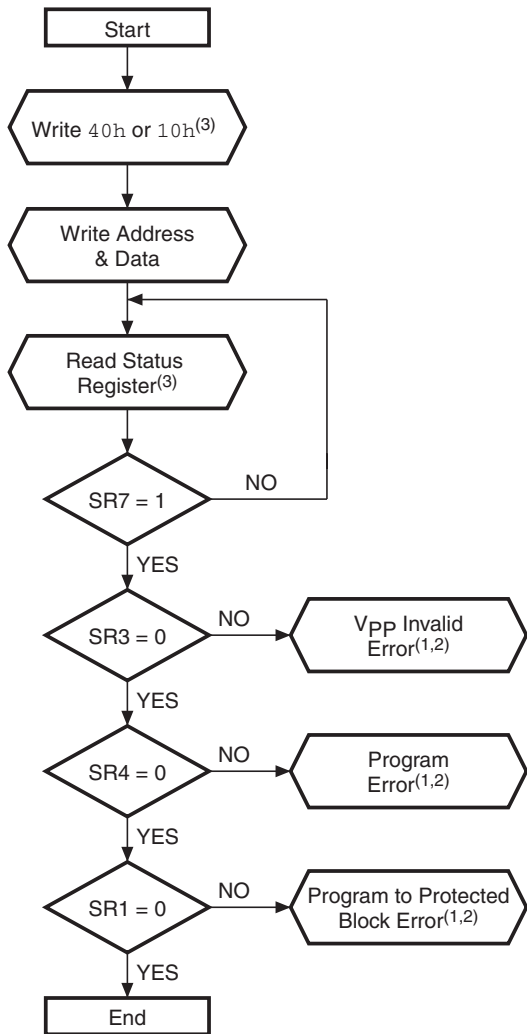 Start
Write 40h or 10h(3)
Write Address
& Data
Read Status
Register(3)
SR7 = 1
NO
YES
SR3 = 0
NO
VPP Invalid
Error(1,2)
YES
SR4 = 0
NO
Program
Error(1,2)
YES
SR1 = 0
NO
Program to Protected
Block Error(1,2)
YES
End